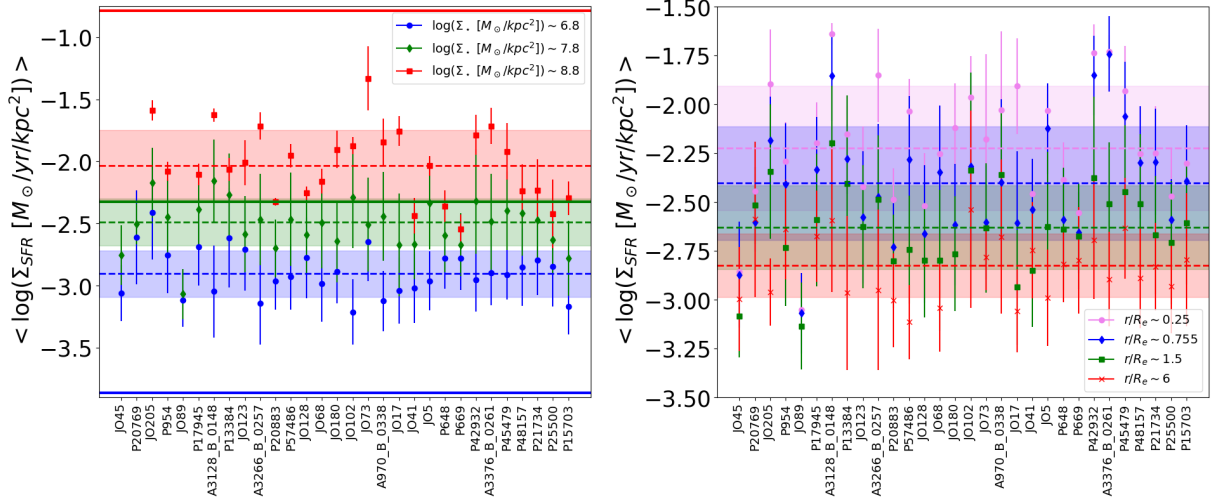 < log(Σ_SFR [M_⊙/yr/kpc²]) >
−1.0
−1.5
−2.0
−2.5
−3.0
−3.5
log(Σ⋆ [M_⊙/kpc²]) ~ 6.8
log(Σ⋆ [M_⊙/kpc²]) ~ 7.8
log(Σ⋆ [M_⊙/kpc²]) ~ 8.8
JO45
P20769
JO205
P954
JO89
P17945
A3128_B_0148
P13384
JO123
A3266_B_0257
P20883
P57486
JO128
JO68
JO180
JO102
JO73
A970_B_0338
JO17
JO41
JO5
P648
P669
P42932
A3376_B_0261
P45479
P48157
P21734
P25500
P15703
< log(Σ_SFR [M_⊙/yr/kpc²]) >
−1.50
−1.75
−2.00
−2.25
−2.50
−2.75
−3.00
−3.25
−3.50
r/R_e ~ 0.25
r/R_e ~ 0.755
r/R_e ~ 1.5
r/R_e ~ 6
JO45
P20769
JO205
P954
JO89
P17945
A3128_B_0148
P13384
JO123
A3266_B_0257
P20883
P57486
JO128
JO68
JO180
JO102
JO73
A970_B_0338
JO17
JO41
JO5
P648
P669
P42932
A3376_B_0261
P45479
P48157
P21734
P25500
P15703